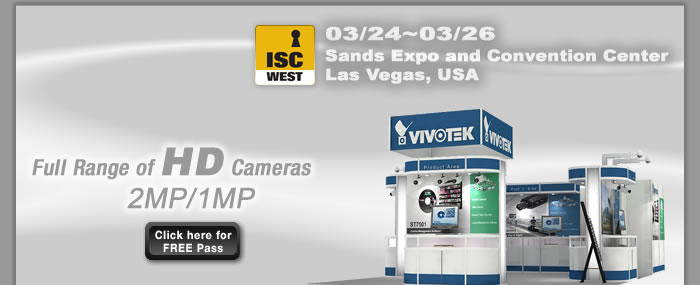 ISC
WEST
03/24~03/26
Sands Expo and Convention Center
Las Vegas, USA
Full Range of HD Cameras
2MP/1MP
Click here for
FREE Pass
VIVOTEK
Product Area
ST7501